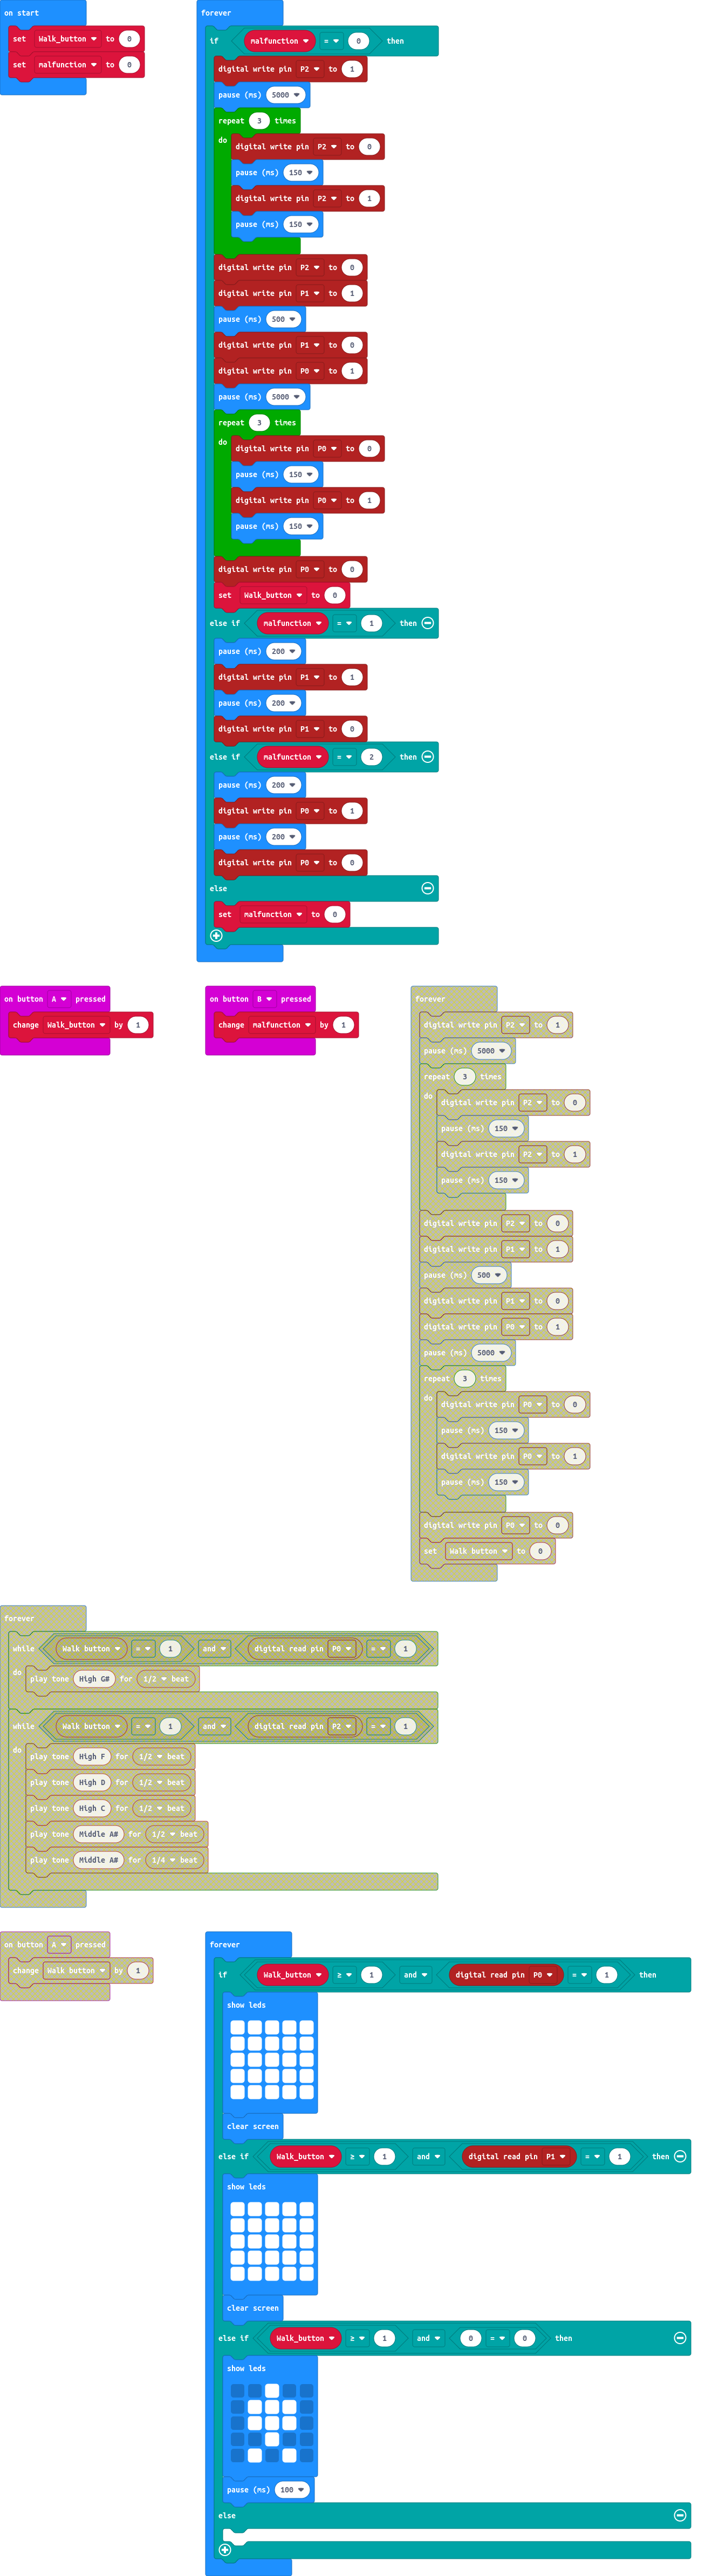 on start
set Walk_button to 0
set malfunction to 0
forever
if malfunction = 0 then
digital write pin P2 to 1
pause (ms) 5000
repeat 3 times
do digital write pin P2 to 0
pause (ms) 150
digital write pin P2 to 1
pause (ms) 150
digital write pin P2 to 0
digital write pin P1 to 1
pause (ms) 500
digital write pin P1 to 0
digital write pin P0 to 1
pause (ms) 5000
repeat 3 times
do digital write pin P0 to 0
pause (ms) 150
digital write pin P0 to 1
pause (ms) 150
digital write pin P0 to 0
set Walk_button to 0
else if malfunction = 1 then
pause (ms) 200
digital write pin P1 to 1
pause (ms) 200
digital write pin P1 to 0
else if malfunction = 2 then
pause (ms) 200
digital write pin P0 to 1
pause (ms) 200
digital write pin P0 to 0
else
set malfunction to 0
on button A pressed
change Walk_button by 1
on button B pressed
change malfunction by 1
forever
digital write pin P2 to 1
pause (ms) 5000
repeat 3 times
do digital write pin P2 to 0
pause (ms) 150
digital write pin P2 to 1
pause (ms) 150
digital write pin P2 to 0
digital write pin P1 to 1
pause (ms) 500
digital write pin P1 to 0
digital write pin P0 to 1
pause (ms) 5000
repeat 3 times
do digital write pin P0 to 0
pause (ms) 150
digital write pin P0 to 1
pause (ms) 150
digital write pin P0 to 0
set Walk button to 0
forever
while Walk button = 1 and digital read pin P0 = 1
do play tone High G# for 1/2 beat
while Walk button = 1 and digital read pin P2 = 1
do play tone High F for 1/2 beat
play tone High D for 1/2 beat
play tone High C for 1/2 beat
play tone Middle A# for 1/2 beat
play tone Middle A# for 1/4 beat
on button A pressed
change Walk button by 1
forever
if Walk_button ≥ 1 and digital read pin P0 = 1 then
show leds
clear screen
else if Walk_button ≥ 1 and digital read pin P1 = 1 then
show leds
clear screen
else if Walk_button ≥ 1 and 0 = 0 then
show leds
pause (ms) 100
else